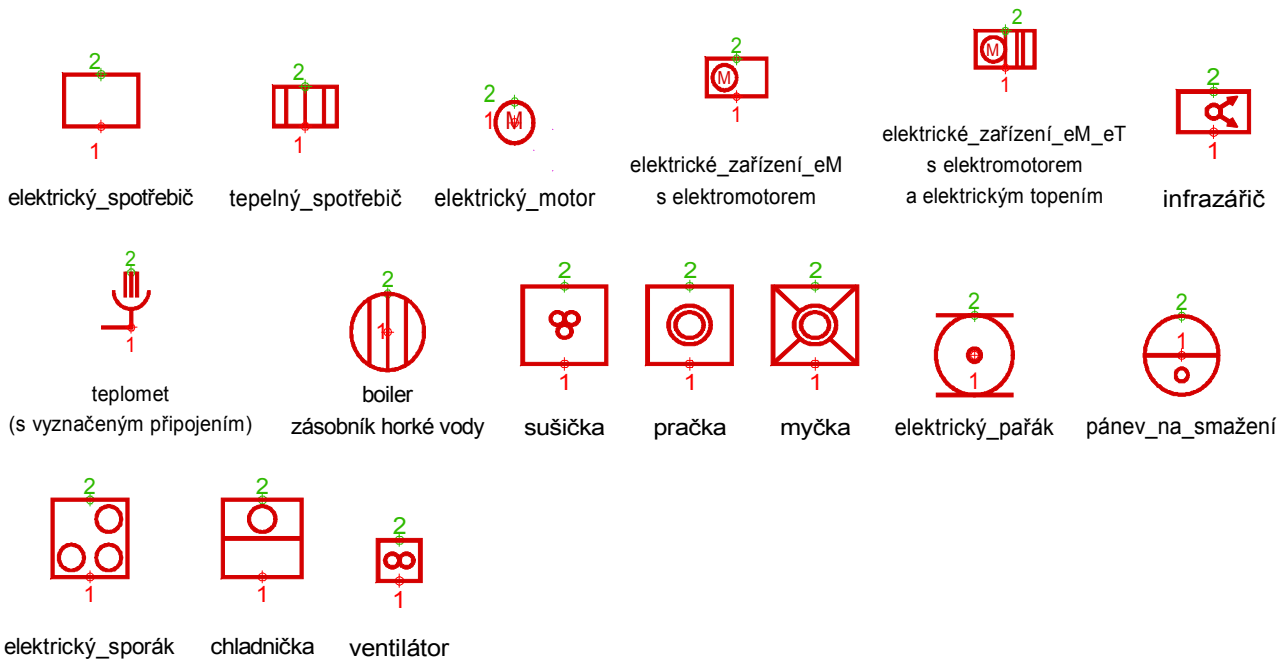 2
1
elektrický_spotřebič
2
1
tepelný_spotřebič
2
1 M
elektrický_motor
2
M
1
elektrické_zařízení_eM
s elektromotorem
2
M
1
elektrické_zařízení_eM_eT
s elektromotorem
a elektrickým topením
2
1
infrazářič
2
1
teplomet
(s vyznačeným připojením)
2
1
boiler
zásobník horké vody
2
1
sušička
2
1
pračka
2
1
myčka
2
1
elektrický_pařák
2
1
pánev_na_smažení
2
1
elektrický_sporák
2
1
chladnička
2
1
ventilátor